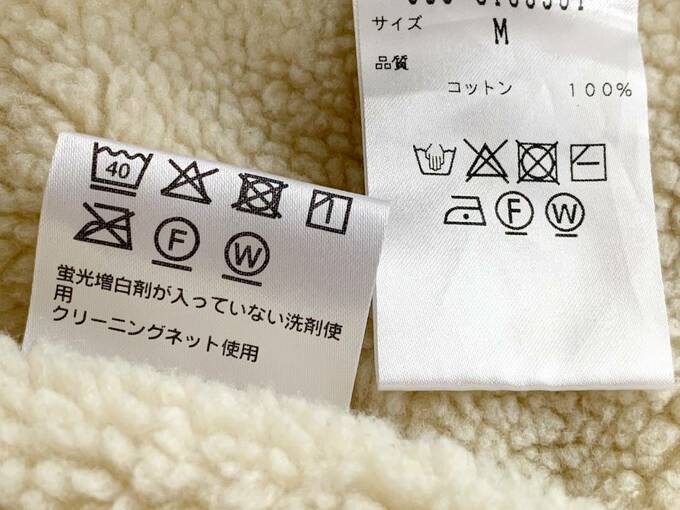 サイズ
M
品質
コットン 100%
F W
40
F W
蛍光増白剤が入っていない洗剤使
用
クリーニングネット使用